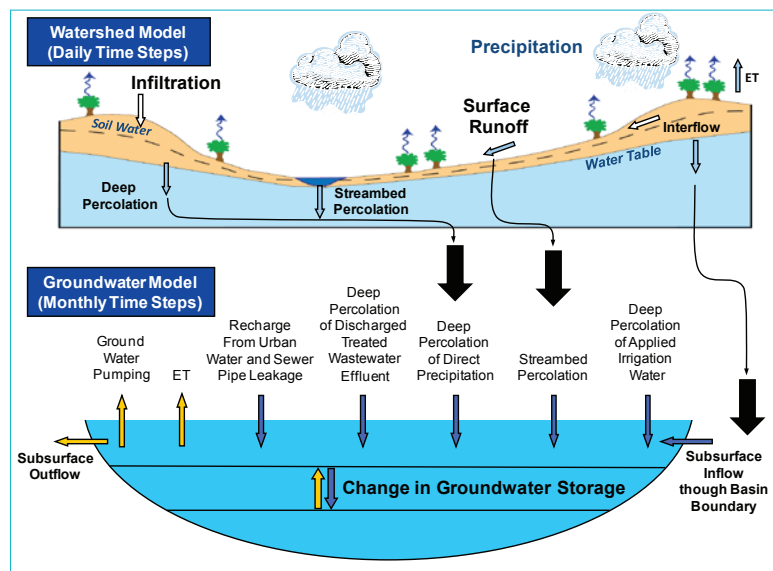 Watershed Model
(Daily Time Steps)
Precipitation
ET
Infiltration
Soil Water
Surface
Runoff
Interflow
Water Table
Deep
Percolation
Streambed
Percolation
Groundwater Model
(Monthly Time Steps)
Ground
Water
Pumping
ET
Recharge
From Urban
Water and Sewer
Pipe Leakage
Deep
Percolation
of Discharged
Treated
Wastewater
Effluent
Deep
Percolation
of Direct
Precipitation
Streambed
Percolation
Deep
Percolation
of Applied
Irrigation
Water
Subsurface
Outflow
Change in Groundwater Storage
Subsurface
Inflow
though Basin
Boundary